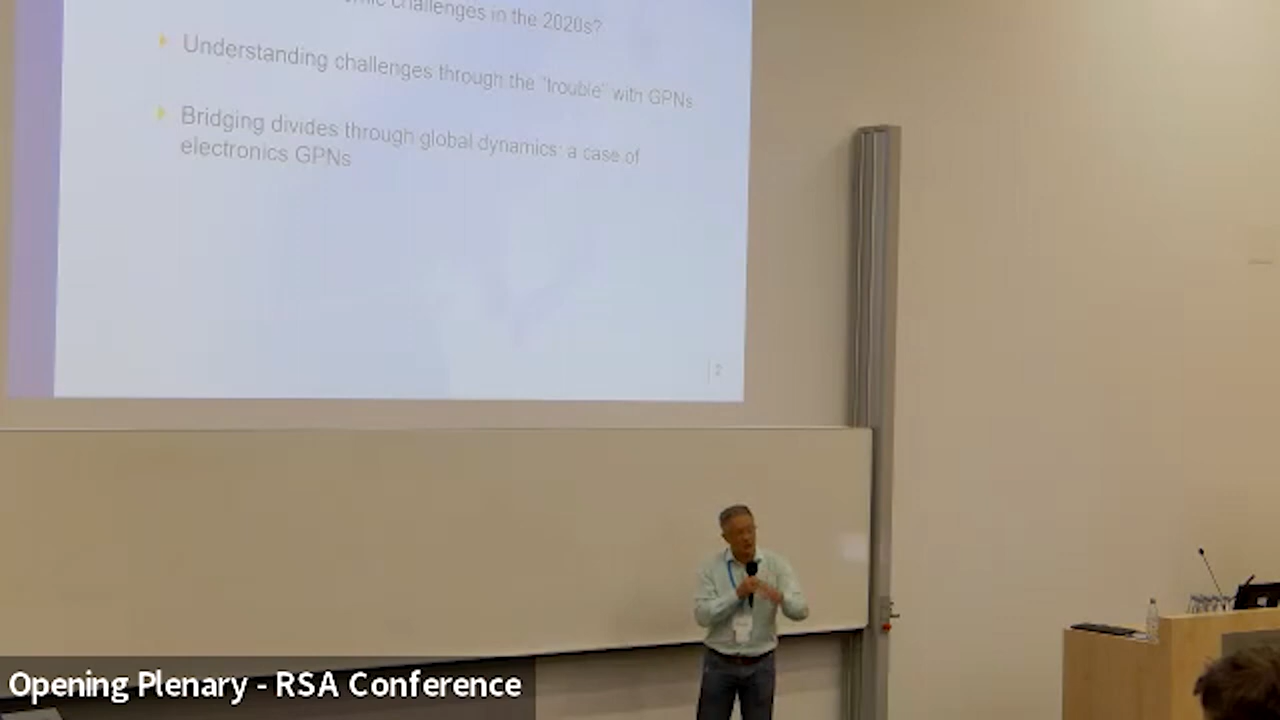 challenges in the 2020s?
Understanding challenges through the "trouble" with GPNs
Bridging divides through global dynamics: a case of
electronics GPNs
2
Opening Plenary - RSA Conference